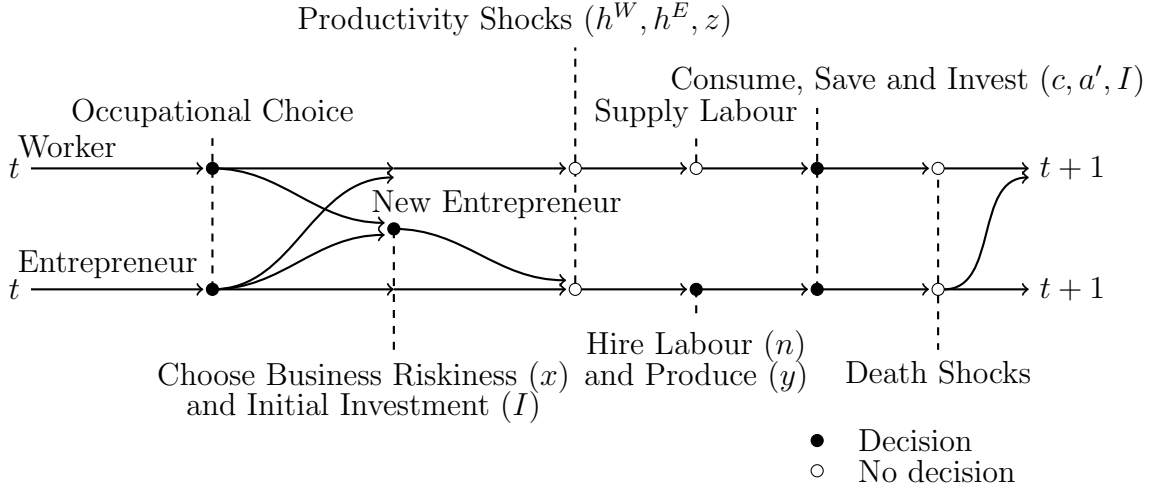 Productivity Shocks (h^W, h^E, z)
Consume, Save and Invest (c, a′, I)
Occupational Choice
Supply Labour
Worker
t
t + 1
New Entrepreneur
Entrepreneur
t
t + 1
Hire Labour (n)
and Produce (y)
Choose Business Riskiness (x)
and Initial Investment (I)
Death Shocks
Decision
No decision